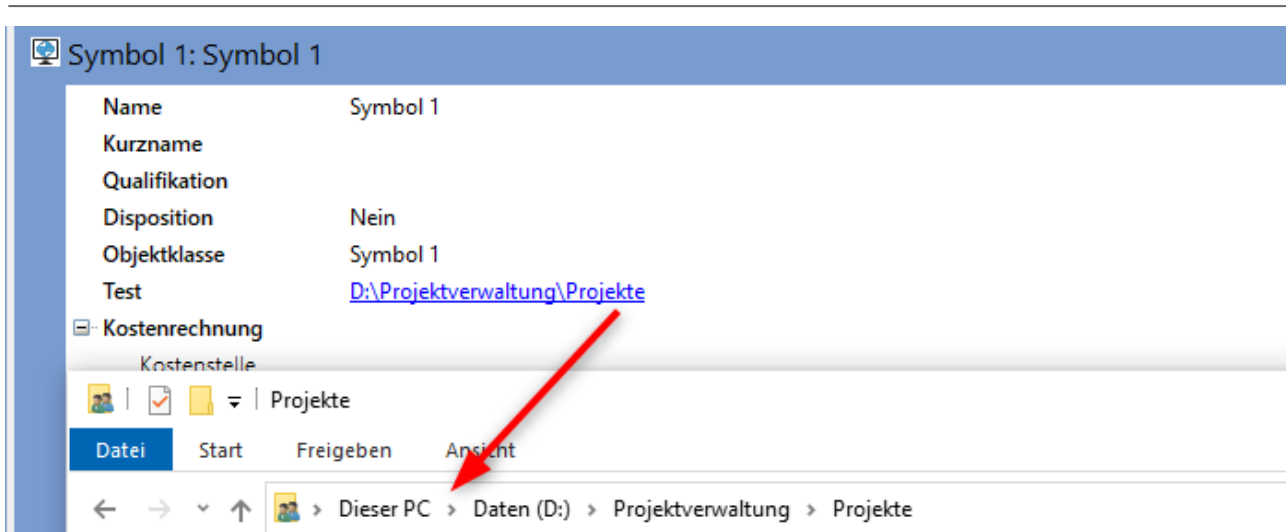 Symbol 1: Symbol 1
Name Symbol 1
Kurzname
Qualifikation
Disposition Nein
Objektklasse Symbol 1
Test D:\Projektverwaltung\Projekte
Kostenrechnung
Kostenstelle
Projekte
Datei Start Freigeben Ansicht
Dieser PC > Daten (D:) > Projektverwaltung > Projekte